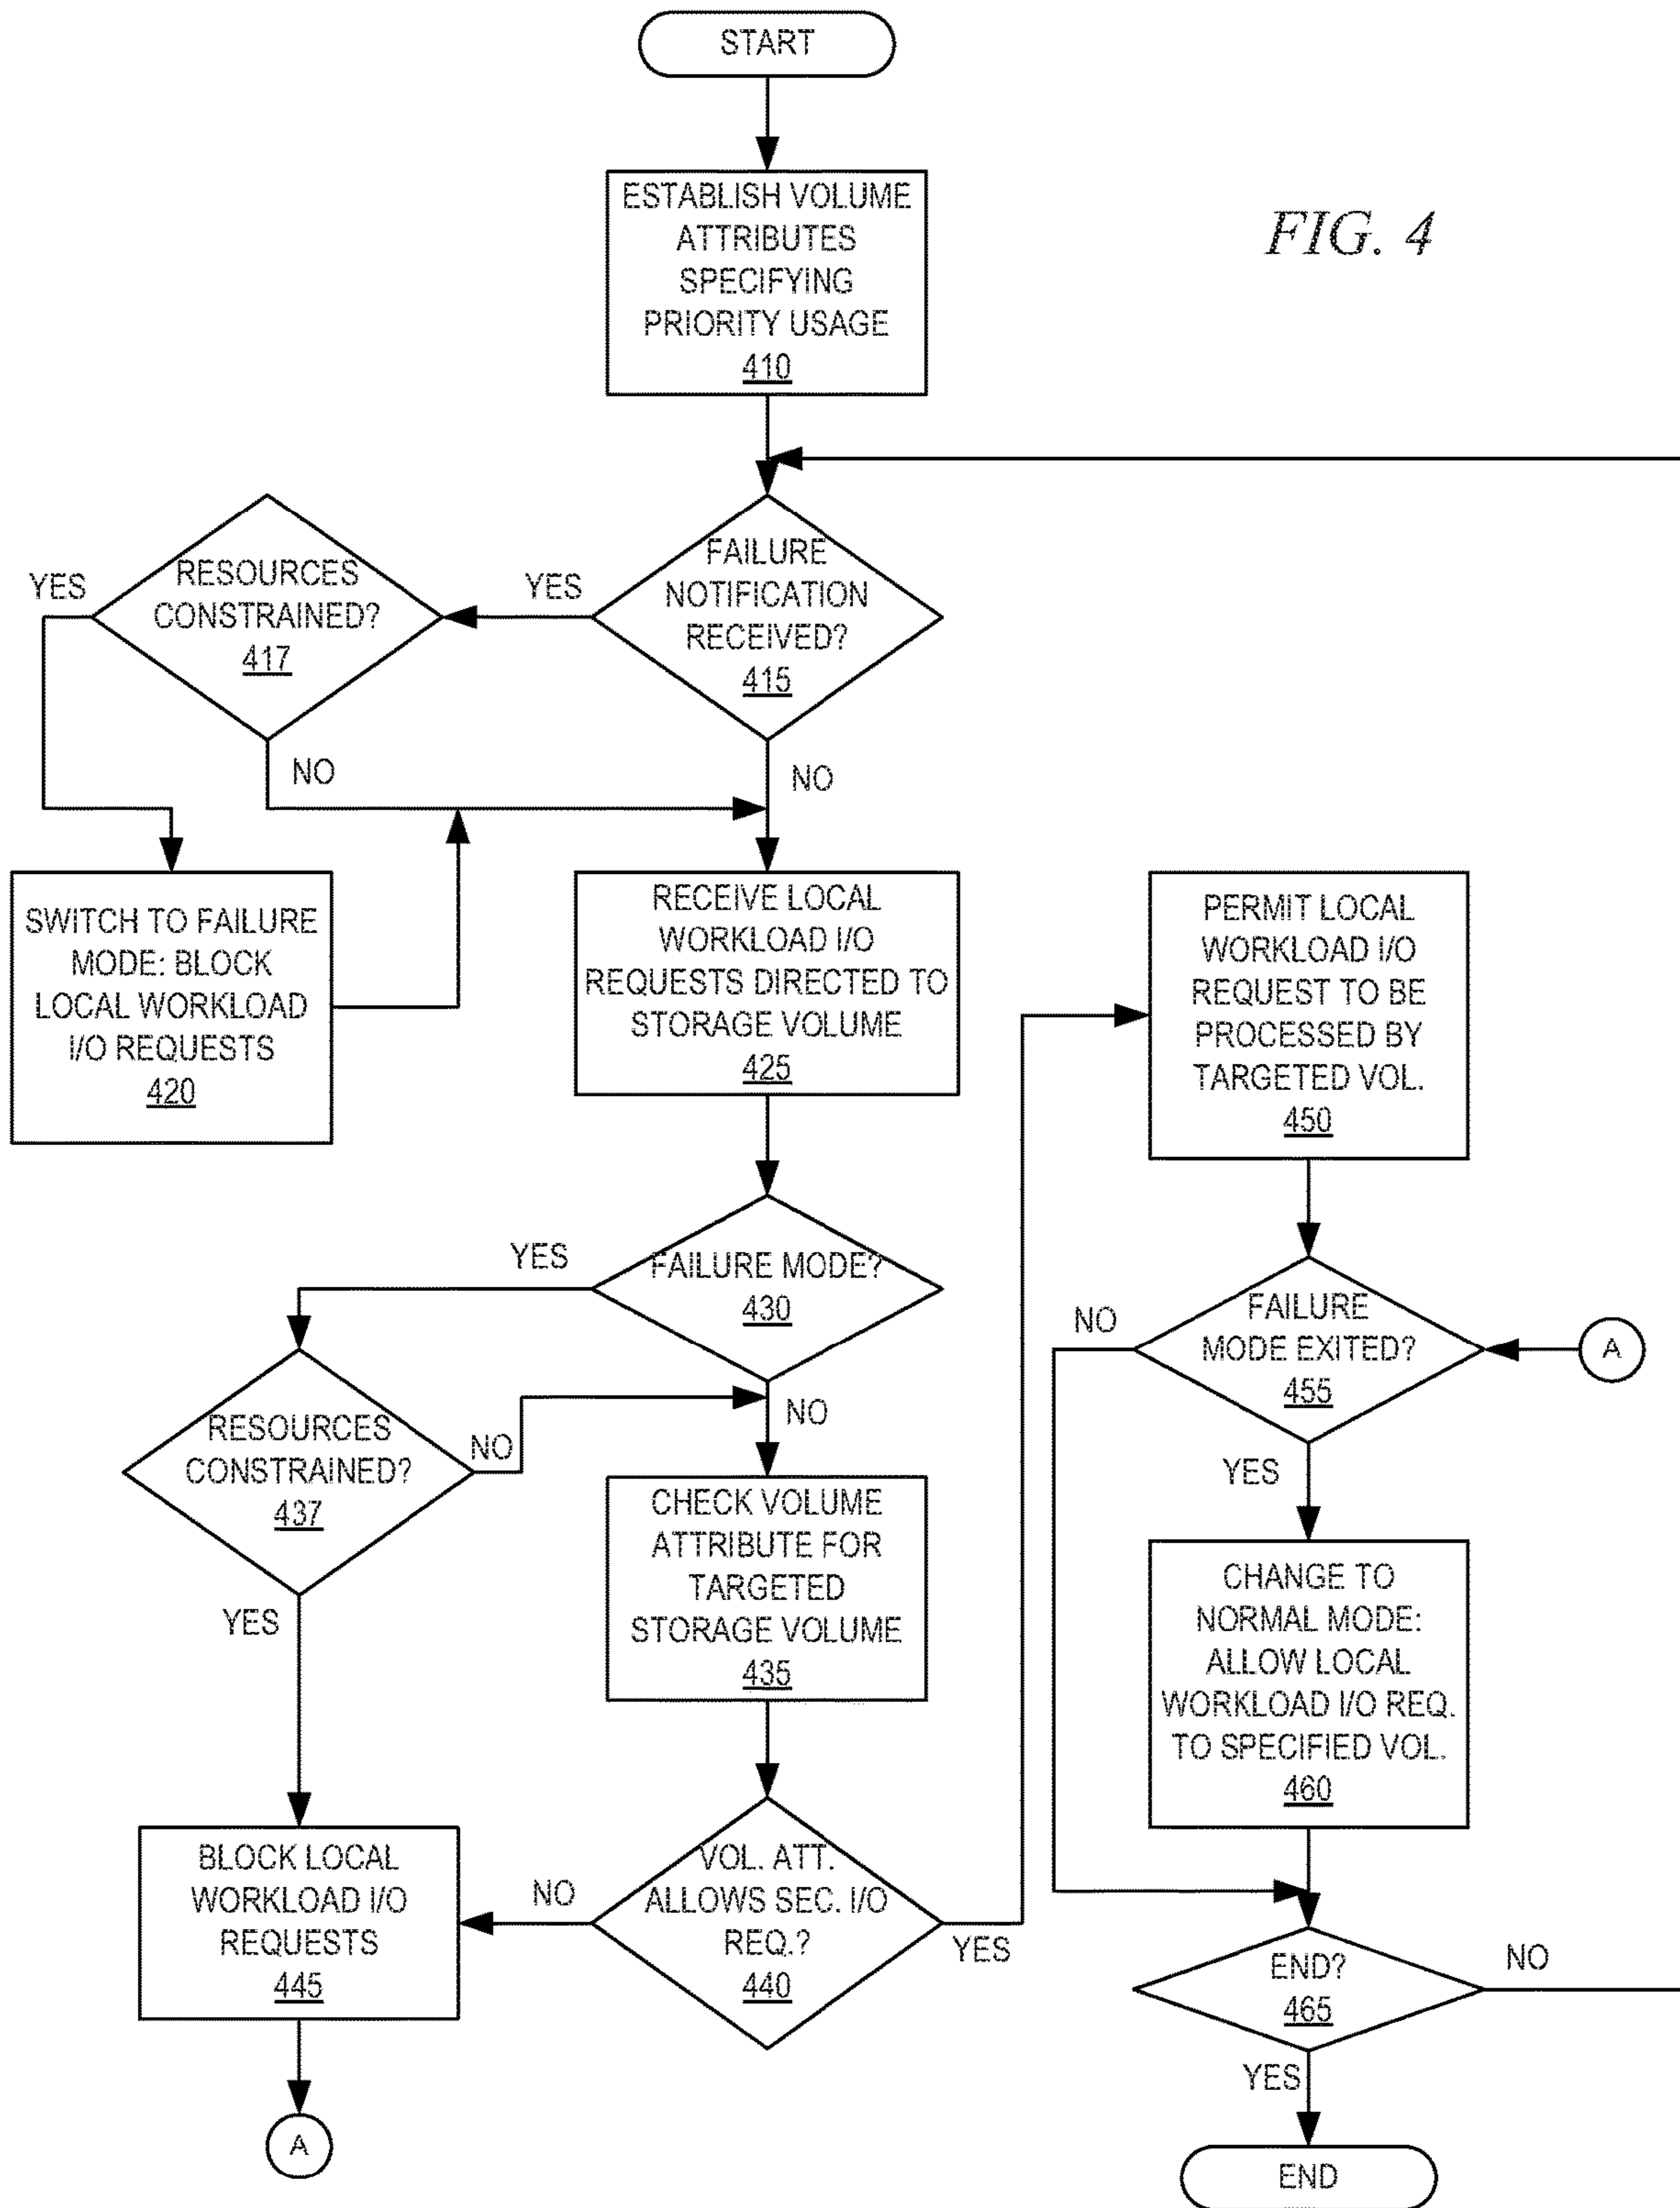 START
ESTABLISH VOLUME
ATTRIBUTES
SPECIFYING
PRIORITY USAGE
410
FIG. 4
FAILURE
NOTIFICATION
RECEIVED?
415
YES
NO
RESOURCES
CONSTRAINED?
417
YES
NO
SWITCH TO FAILURE
MODE: BLOCK
LOCAL WORKLOAD
I/O REQUESTS
420
RECEIVE LOCAL
WORKLOAD I/O
REQUESTS DIRECTED TO
STORAGE VOLUME
425
FAILURE MODE?
430
YES
NO
RESOURCES
CONSTRAINED?
437
NO
YES
CHECK VOLUME
ATTRIBUTE FOR
TARGETED
STORAGE VOLUME
435
VOL. ATT.
ALLOWS SEC. I/O
REQ.?
440
NO
YES
BLOCK LOCAL
WORKLOAD I/O
REQUESTS
445
A
PERMIT LOCAL
WORKLOAD I/O
REQUEST TO BE
PROCESSED BY
TARGETED VOL.
450
FAILURE
MODE EXITED?
455
NO
A
YES
CHANGE TO
NORMAL MODE:
ALLOW LOCAL
WORKLOAD I/O REQ.
TO SPECIFIED VOL.
460
END?
465
NO
YES
END